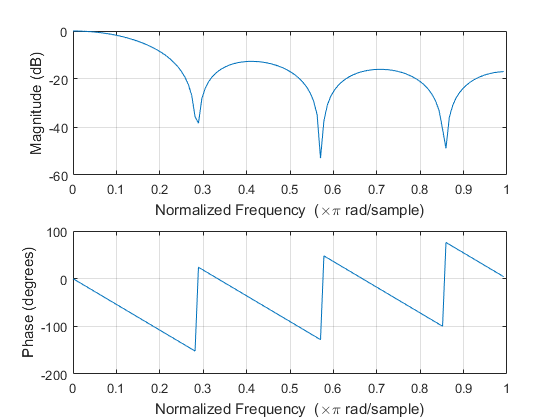 0
-20
-40
-60
Magnitude (dB)
0 0.1 0.2 0.3 0.4 0.5 0.6 0.7 0.8 0.9 1
Normalized Frequency (×π rad/sample)
100
0
-100
-200
Phase (degrees)
0 0.1 0.2 0.3 0.4 0.5 0.6 0.7 0.8 0.9 1
Normalized Frequency (×π rad/sample)